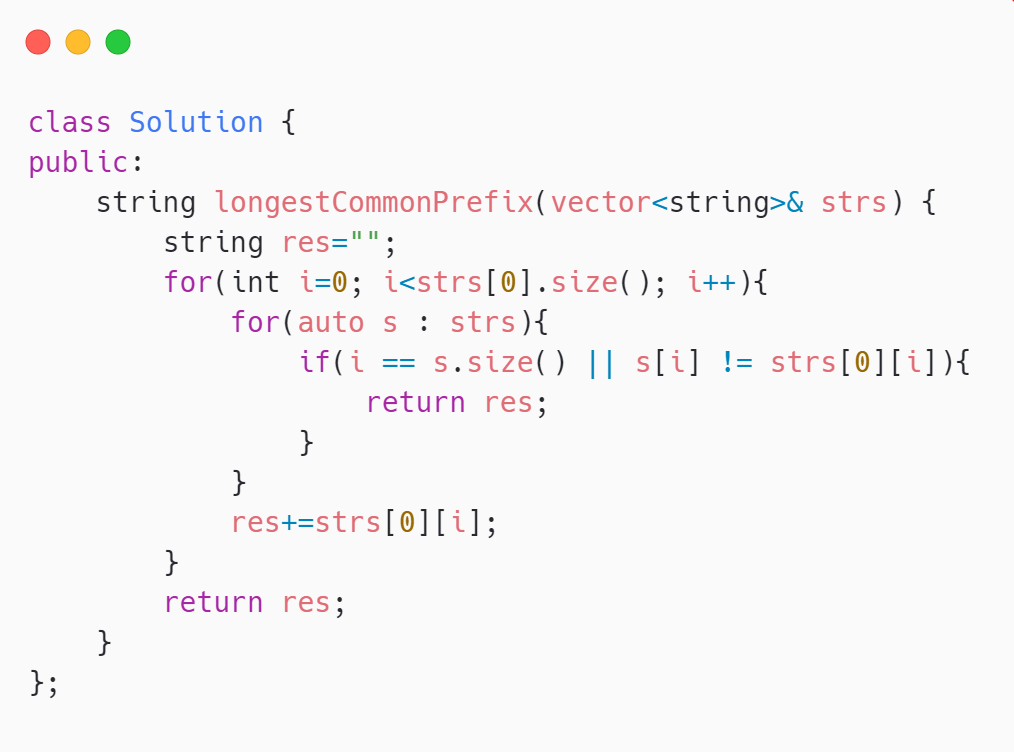 class Solution {
public:
    string longestCommonPrefix(vector<string>& strs) {
        string res="";
        for(int i=0; i<strs[0].size(); i++){
            for(auto s : strs){
                if(i == s.size() || s[i] != strs[0][i]){
                    return res;
                }
            }
            res+=strs[0][i];
        }
        return res;
    }
};